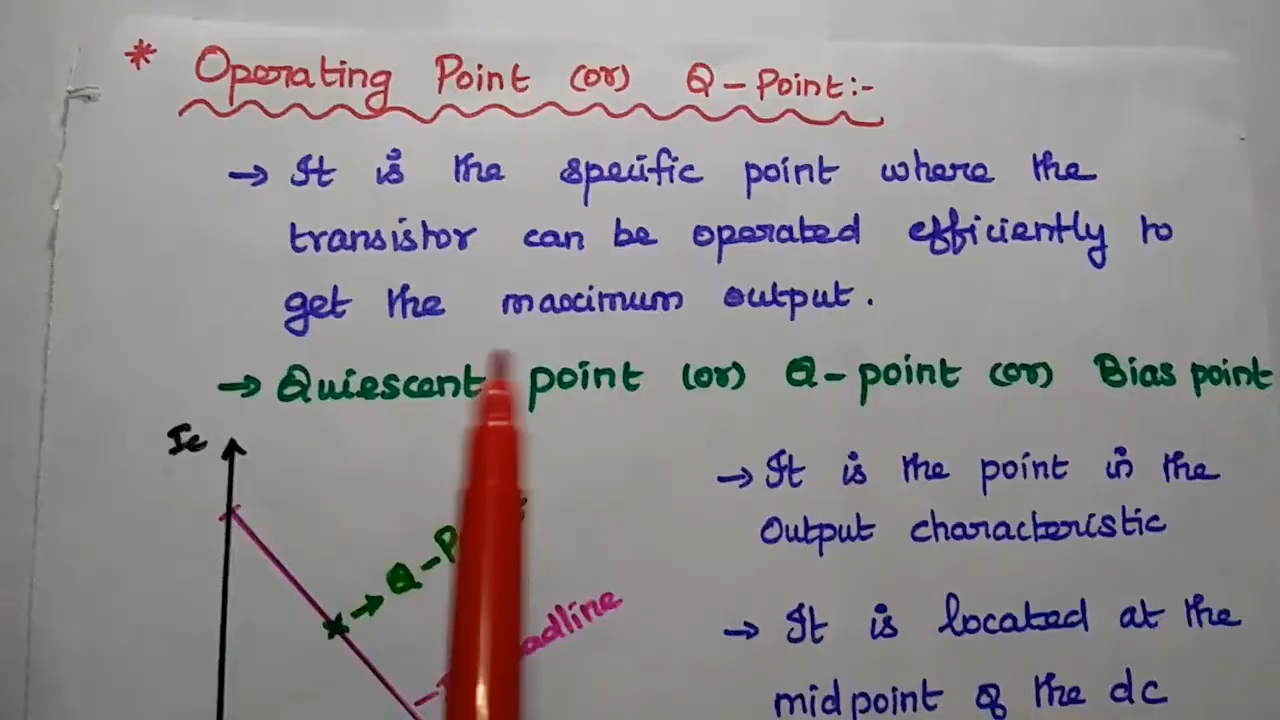 * Operating Point (or) Q-Point:-
→ It is the specific point where the
transistor can be operated efficiently to
get the maximum output.
→ Quiescent point (or) Q-point (or) Bias point
Ic
→ It is the point in the
output characteristic
→ Q-P
→ It is located at the
midpoint of the dc